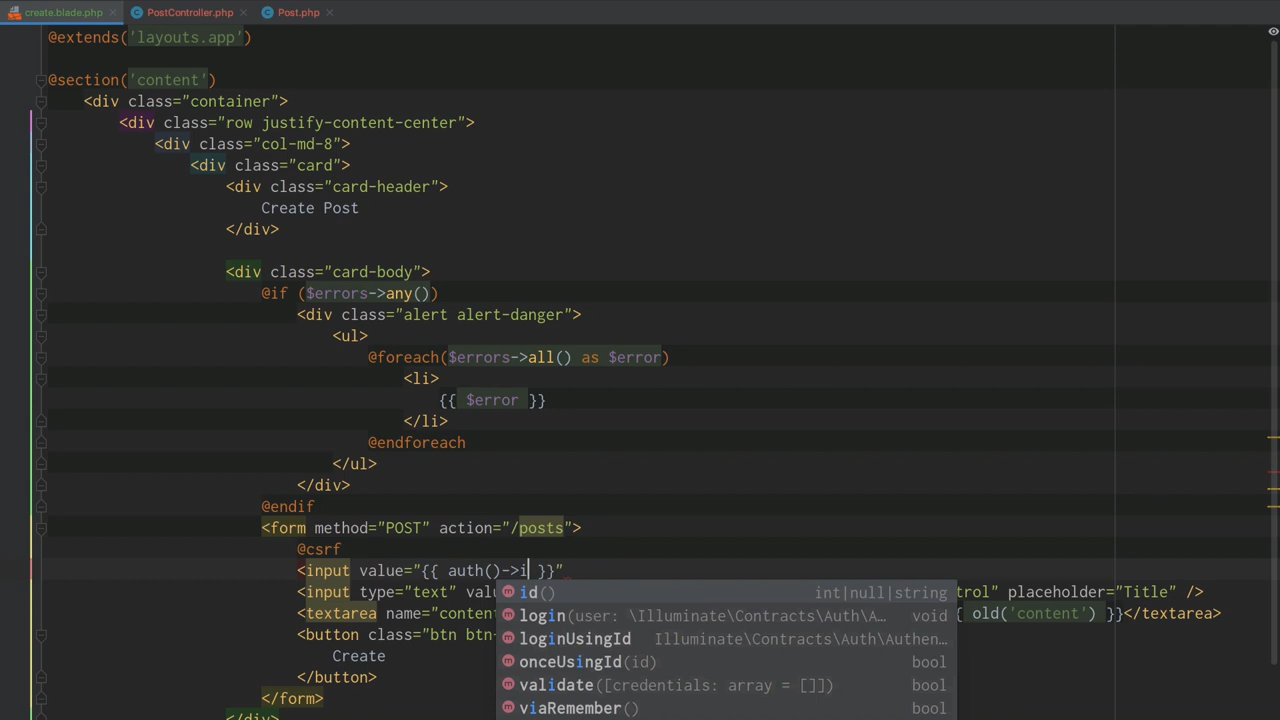 create.blade.php PostController.php Post.php
@extends('layouts.app')
@section('content')
<div class="container">
<div class="row justify-content-center">
<div class="col-md-8">
<div class="card">
<div class="card-header">
Create Post
</div>
<div class="card-body">
@if ($errors->any())
<div class="alert alert-danger">
<ul>
@foreach($errors->all() as $error)
<li>
{{ $error }}
</li>
@endforeach
</ul>
</div>
@endif
<form method="POST" action="/posts">
@csrf
<input value="{{ auth()->i }}"
<input type="text" valu rol" placeholder="Title" />
<textarea name="conten { old('content') }}</textarea>
<button class="btn btn-
Create
</button>
</form>
</div>
id() int|null|string
login(user: \Illuminate\Contracts\Auth\A... void
loginUsingId Illuminate\Contracts\Auth\Authen...
onceUsingId(id) bool
validate([credentials: array = []]) bool
viaRemember() bool